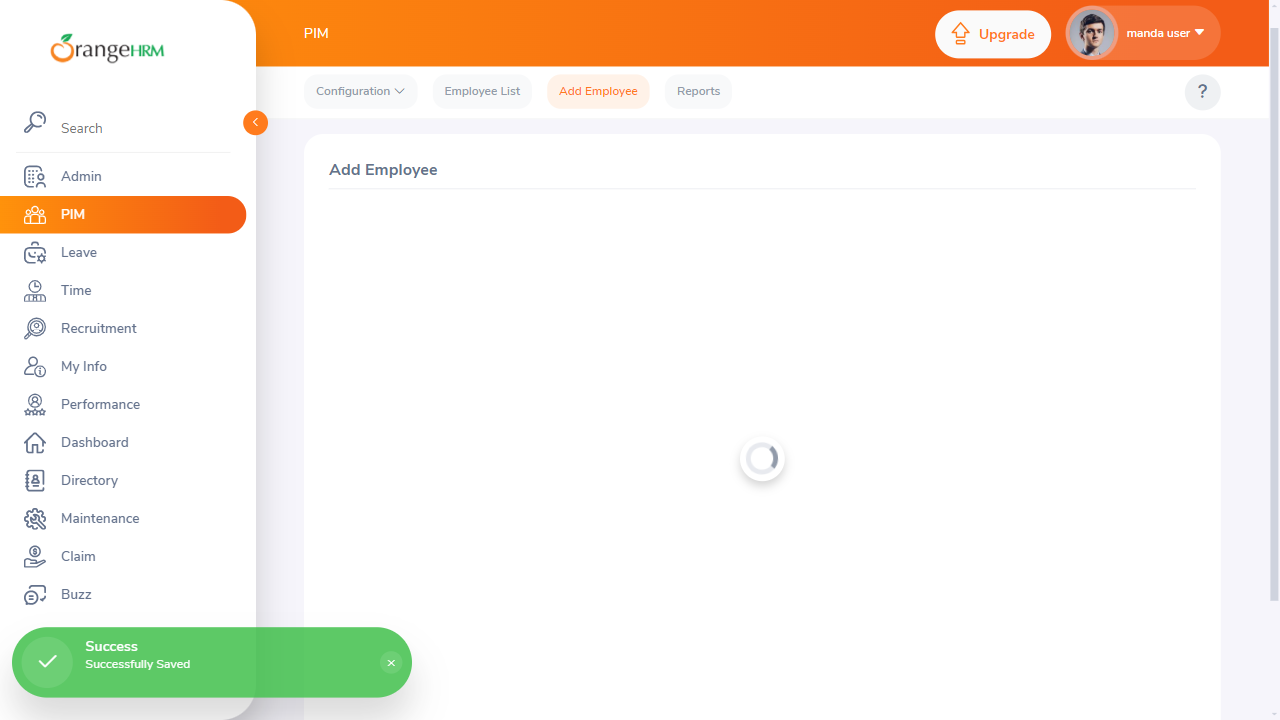 OrangeHRM
PIM
Upgrade
manda user
Configuration
Employee List
Add Employee
Reports
?
Search
Admin
PIM
Leave
Time
Recruitment
My Info
Performance
Dashboard
Directory
Maintenance
Claim
Buzz
Add Employee
Success
Successfully Saved